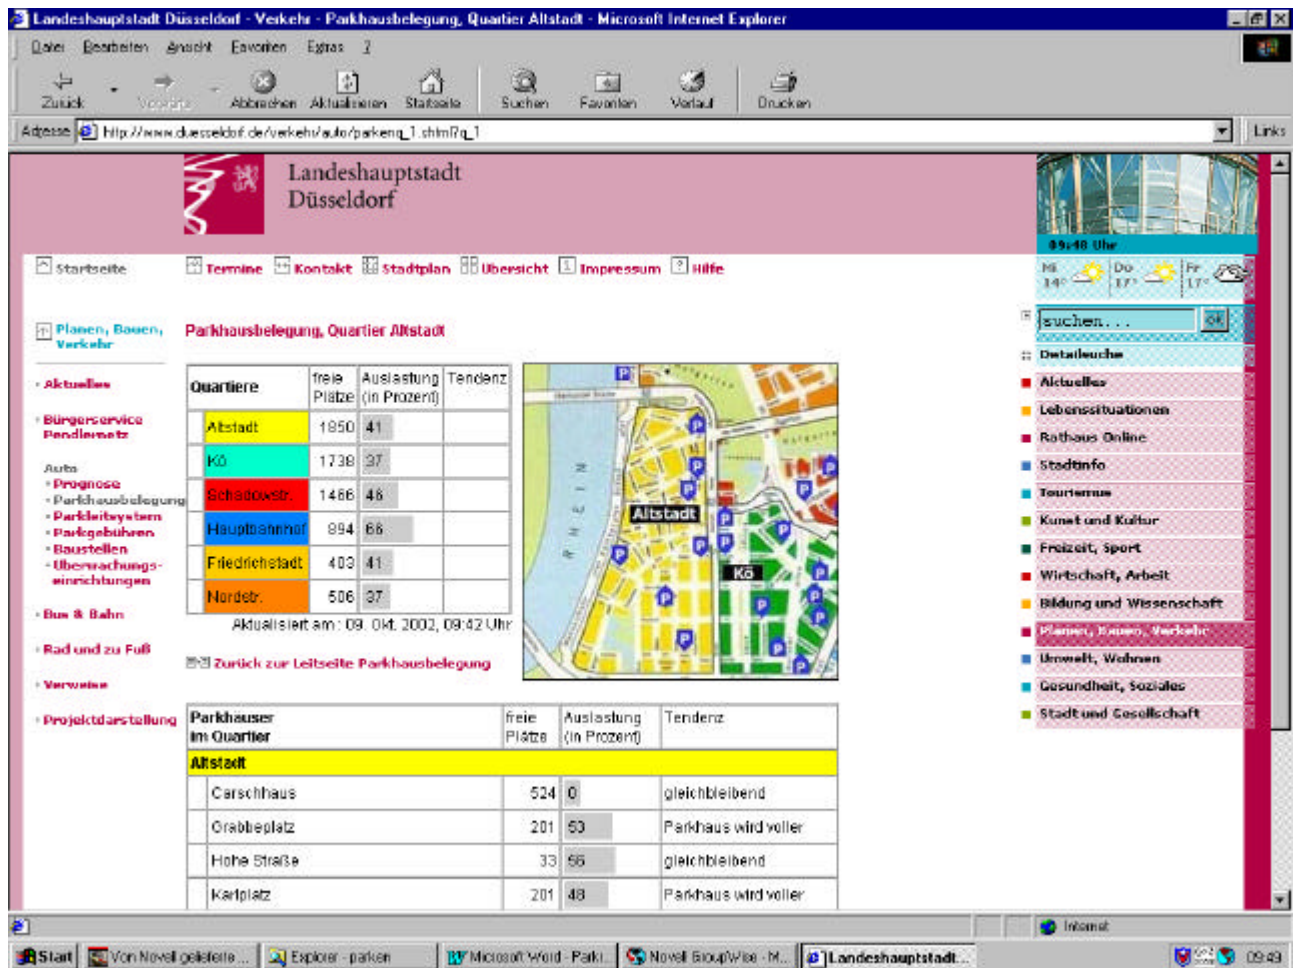 Landeshauptstadt Düsseldorf - Verkehr - Parkhausbelegung, Quartier Altstadt - Microsoft Internet Explorer
Datei Bearbeiten Ansicht Favoriten Extras ?
Zurück Vorwärts Abbrechen Aktualisieren Startseite Suchen Favoriten Verlauf Drucken
Adresse http://www.duesseldorf.de/verkehr/auto/parkenq_1.shtml?q_1 Links
Landeshauptstadt
Düsseldorf
09:48 Uhr
Startseite Termine Kontakt Stadtplan Übersicht Impressum Hilfe
Mi Do Fr
14° 17° 17°
suchen... ok
Detailsuche
Planen, Bauen,
Verkehr
Aktuelles
Bürgerservice
Pendlernetz
Auto
Prognose
Parkhausbelegung
Parkleitsystem
Parkgebühren
Baustellen
Überwachungs-
einrichtungen
Bus & Bahn
Rad und zu Fuß
Verweise
Projektdarstellung
Parkhausbelegung, Quartier Altstadt
Quartiere freie Plätze Auslastung (in Prozent) Tendenz
Altstadt 1850 41
Kö 1738 37
Schadowstr. 1466 46
Hauptbahnhof 894 66
Friedrichstadt 403 41
Nordstr. 506 37
Aktualisiert am: 09. Okt. 2002, 09:42 Uhr
Zurück zur Leitseite Parkhausbelegung
RHEIN
Altstadt
Kö
Parkhäuser im Quartier freie Plätze Auslastung (in Prozent) Tendenz
Altstadt
Carschhaus 524 0 gleichbleibend
Grabbeplatz 201 53 Parkhaus wird voller
Hohe Straße 33 56 gleichbleibend
Karlplatz 201 48 Parkhaus wird voller
Aktuelles
Lebenssituationen
Rathaus Online
Stadtinfo
Tourismus
Kunst und Kultur
Freizeit, Sport
Wirtschaft, Arbeit
Bildung und Wissenschaft
Planen, Bauen, Verkehr
Umwelt, Wohnen
Gesundheit, Soziales
Stadt und Gesellschaft
Internet
Start Von Novell gelieferte ... Explorer - parken Microsoft Word - Parki... Novell GroupWise - M... Landeshauptstadt... 09:49